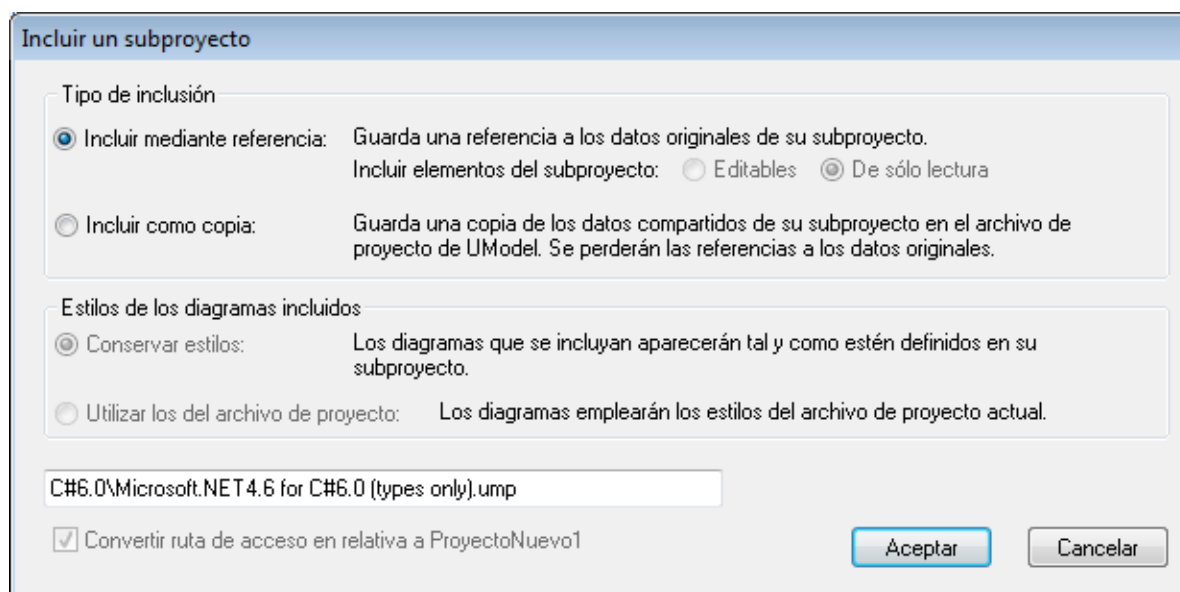 Incluir un subproyecto
Tipo de inclusión
Incluir mediante referencia: Guarda una referencia a los datos originales de su subproyecto.
Incluir elementos del subproyecto: Editables De sólo lectura
Incluir como copia: Guarda una copia de los datos compartidos de su subproyecto en el archivo de
proyecto de UModel. Se perderán las referencias a los datos originales.
Estilos de los diagramas incluidos
Conservar estilos: Los diagramas que se incluyan aparecerán tal y como estén definidos en su
subproyecto.
Utilizar los del archivo de proyecto: Los diagramas emplearán los estilos del archivo de proyecto actual.
C#6.0\Microsoft.NET4.6 for C#6.0 (types only).ump
Convertir ruta de acceso en relativa a ProyectoNuevo1
Aceptar Cancelar